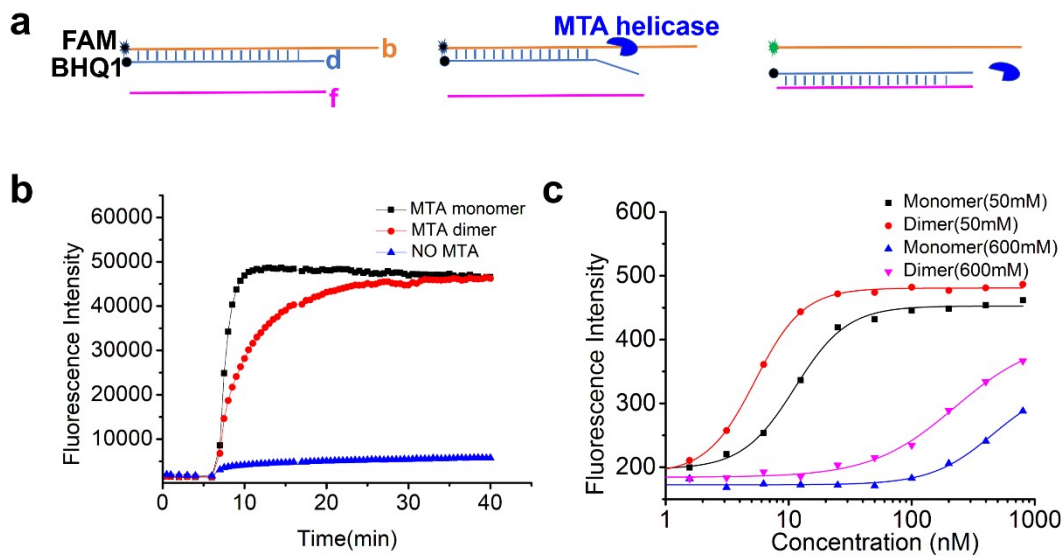 a
FAM
BHQ1
b
d
f
MTA helicase
b
MTA monomer
MTA dimer
NO MTA
Fluorescence Intensity
60000
50000
40000
30000
20000
10000
0
10
20
30
40
Time(min)
c
Monomer(50mM)
Dimer(50mM)
Monomer(600mM)
Dimer(600mM)
Fluorescence Intensity
600
500
400
300
200
1
10
100
1000
Concentration (nM)